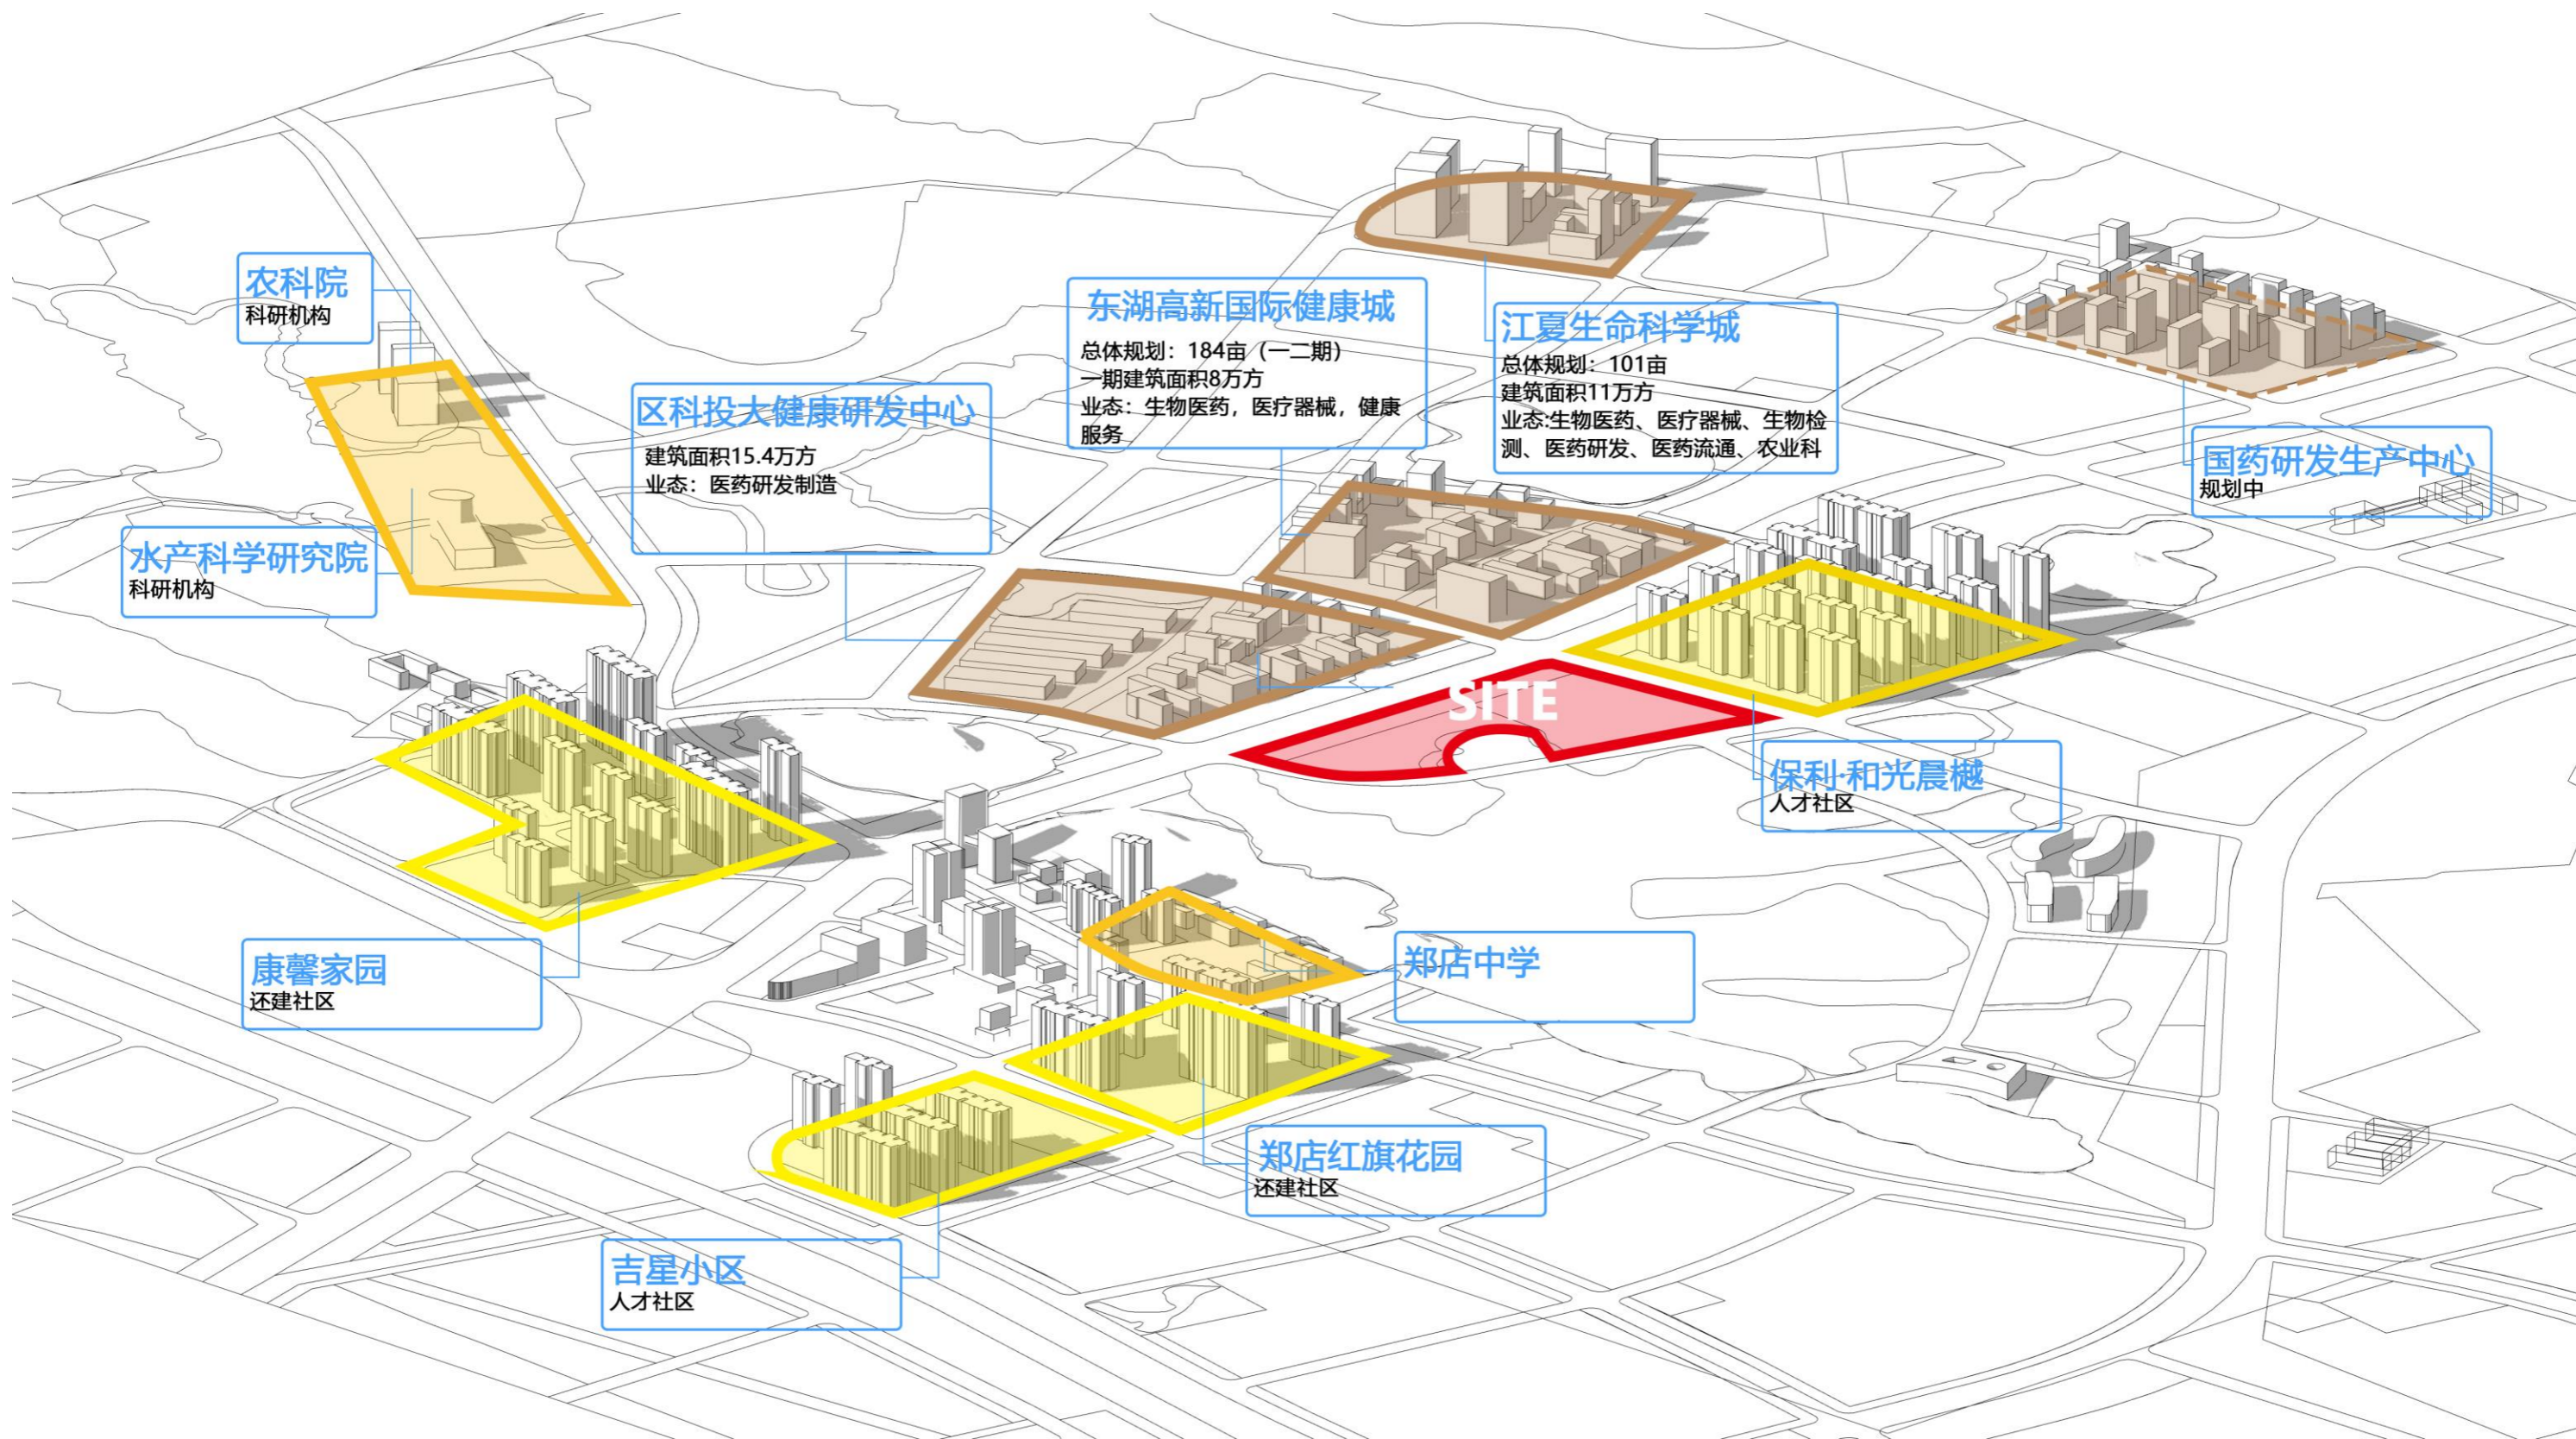 农科院
科研机构
水产科学研究院
科研机构
区科投大健康研发中心
建筑面积15.4万方
业态：医药研发制造
东湖高新国际健康城
总体规划：184亩（一二期）
一期建筑面积8万方
业态：生物医药，医疗器械，健康
服务
江夏生命科学城
总体规划：101亩
建筑面积11万方
业态:生物医药、医疗器械、生物检
测、医药研发、医药流通、农业科
国药研发生产中心
规划中
SITE
保利·和光晨樾
人才社区
康馨家园
还建社区
郑店中学
郑店红旗花园
还建社区
吉星小区
人才社区